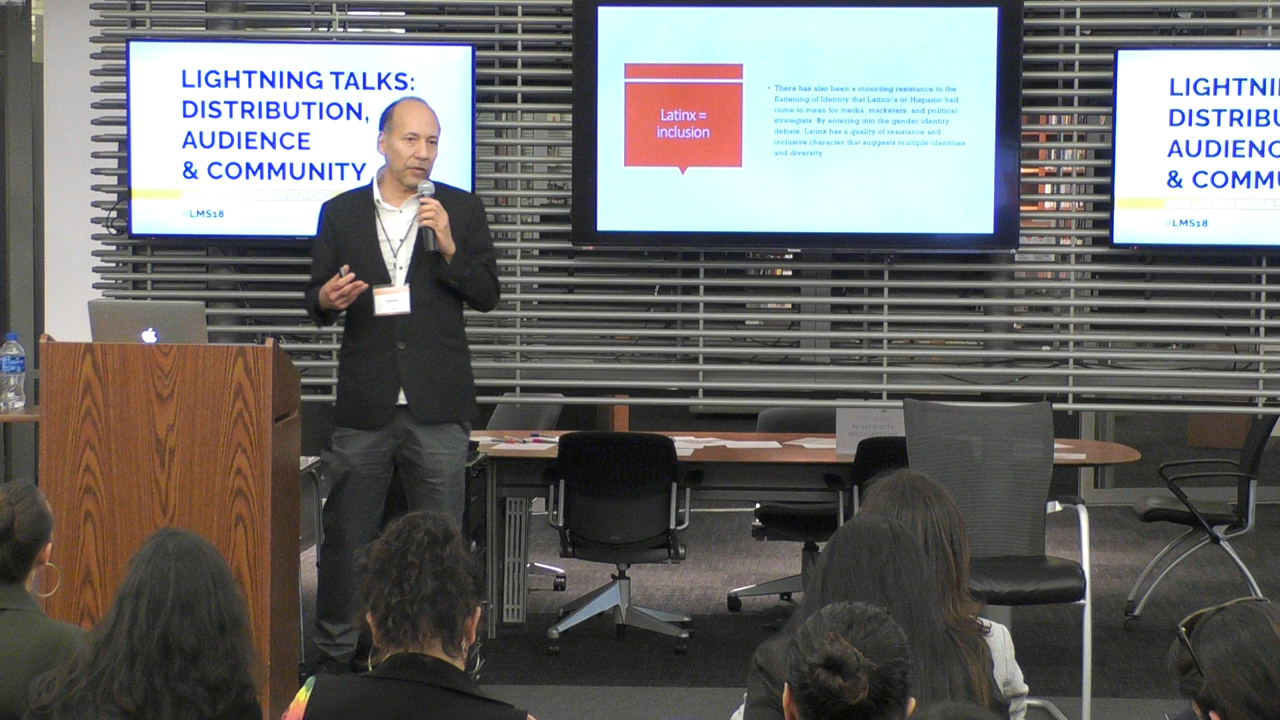 LIGHTNING TALKS:
DISTRIBUTION,
AUDIENCE
& COMMUNITY
#LMS18
Latinx =
inclusion
• There has also been a mounting resistance to the
flattening of Identity that Latino/a or Hispanic had
come to mean for media, marketers, and political
strategists. By entering into the gender identity
debate, Latinx has a quality of resistance and
inclusive character that suggests multiple identities
and diversity
LIGHTNI
DISTRIBU
AUDIENC
& COMMU
#LMS18